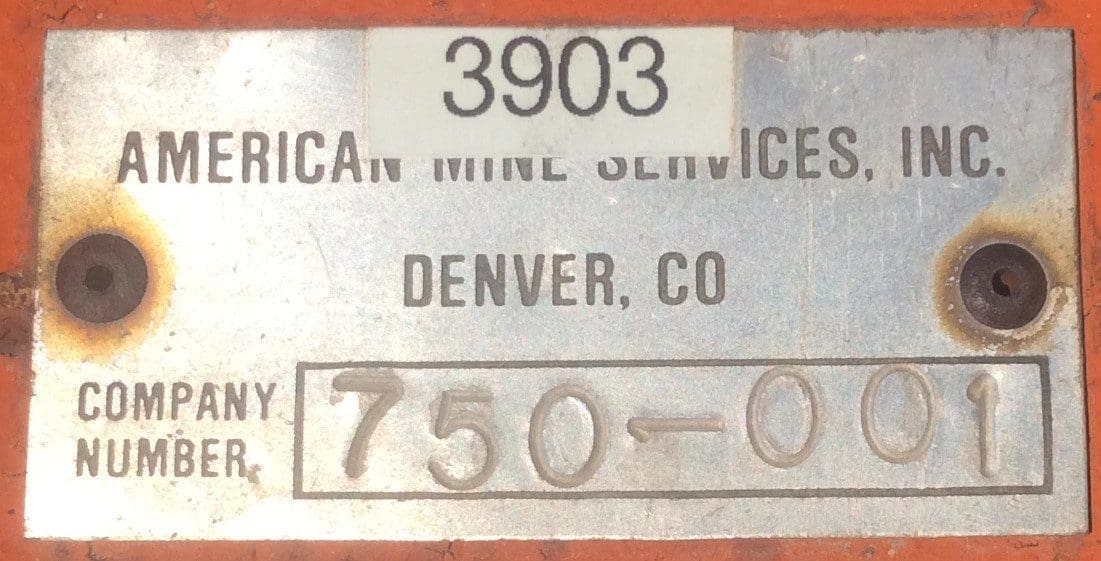 3903
AMERICAN MINE SERVICES, INC.
DENVER, CO
COMPANY
NUMBER
750-001